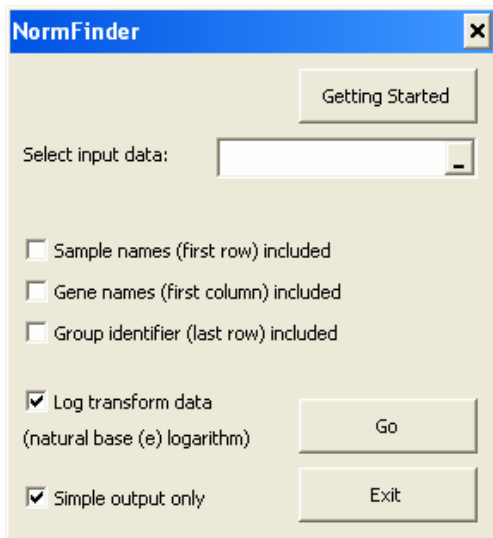 NormFinder
Getting Started
Select input data:
Sample names (first row) included
Gene names (first column) included
Group identifier (last row) included
Log transform data
(natural base (e) logarithm)
Go
Simple output only
Exit